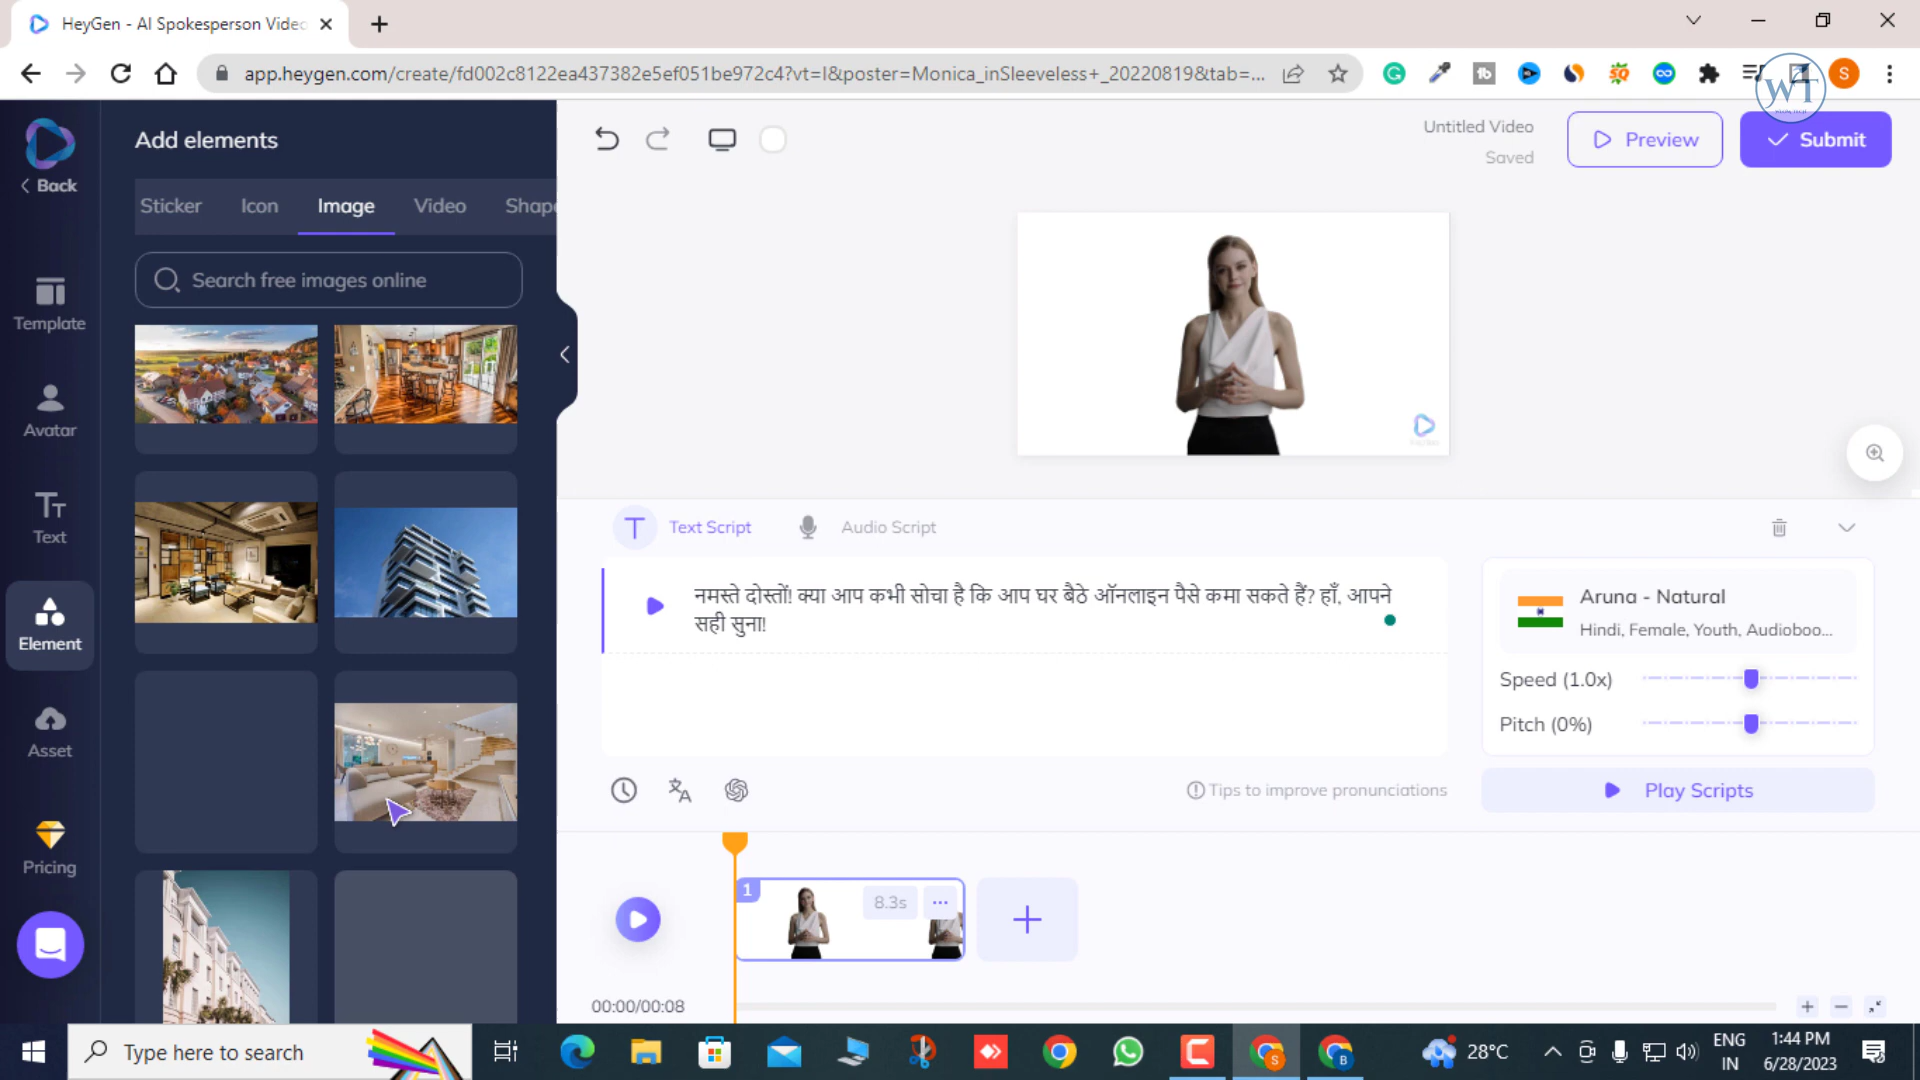 HeyGen - AI Spokesperson Video
app.heygen.com/create/fd002c8122ea437382e5ef051be972c4?vt=l&poster=Monica_inSleeveless+_20220819&tab=...
S
WT
Back
Add elements
Untitled Video
Saved
Preview
Submit
Sticker
Icon
Image
Video
Shape
Search free images online
Template
Avatar
Text
Element
Asset
Pricing
T
Text Script
Audio Script
नमस्ते दोस्तों! क्या आप कभी सोचा है कि आप घर बैठे ऑनलाइन पैसे कमा सकते हैं? हाँ, आपने
सही सुना!
Aruna - Natural
Hindi, Female, Youth, Audioboo...
Speed (1.0x)
Pitch (0%)
Tips to improve pronunciations
Play Scripts
1
8.3s
00:00/00:08
Type here to search
28°C
ENG
IN
1:44 PM
6/28/2023